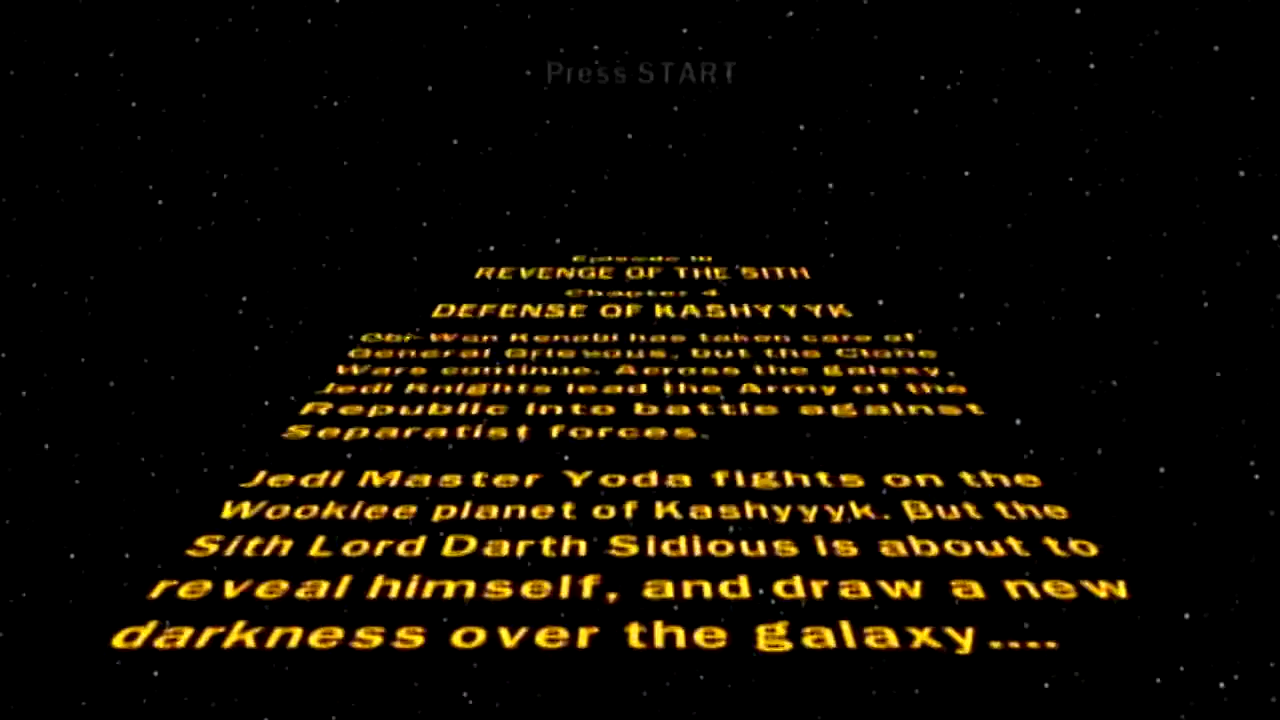 Press START
Episode III
REVENGE OF THE SITH
Chapter 4
DEFENSE OF KASHYYYK
Obi-Wan Kenobi has taken care of
General Grievous, but the Clone
Wars continue. Across the galaxy,
Jedi Knights lead the Army of the
Republic into battle against
Separatist forces.
Jedi Master Yoda fights on the
Wookiee planet of Kashyyyk. But the
Sith Lord Darth Sidious is about to
reveal himself, and draw a new
darkness over the galaxy....